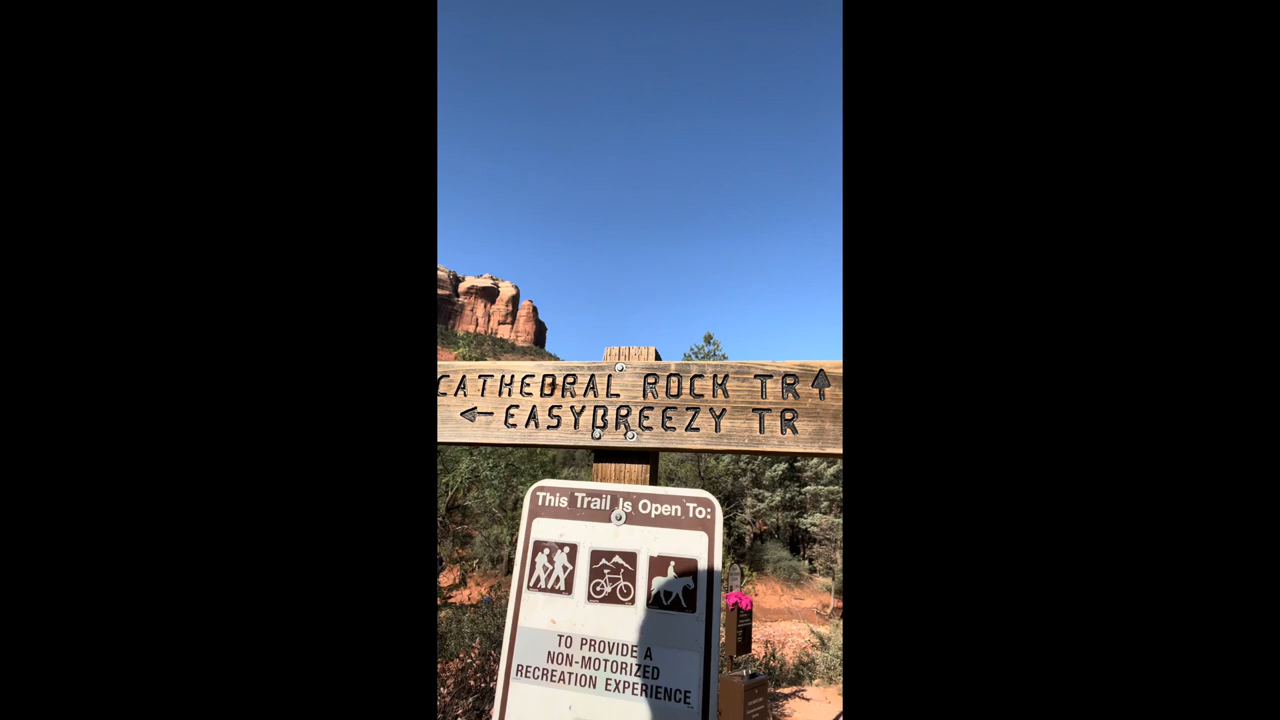 CATHEDRAL ROCK TR ↑
← EASYBREEZY TR
This Trail Is Open To:
TO PROVIDE A
NON-MOTORIZED
RECREATION EXPERIENCE